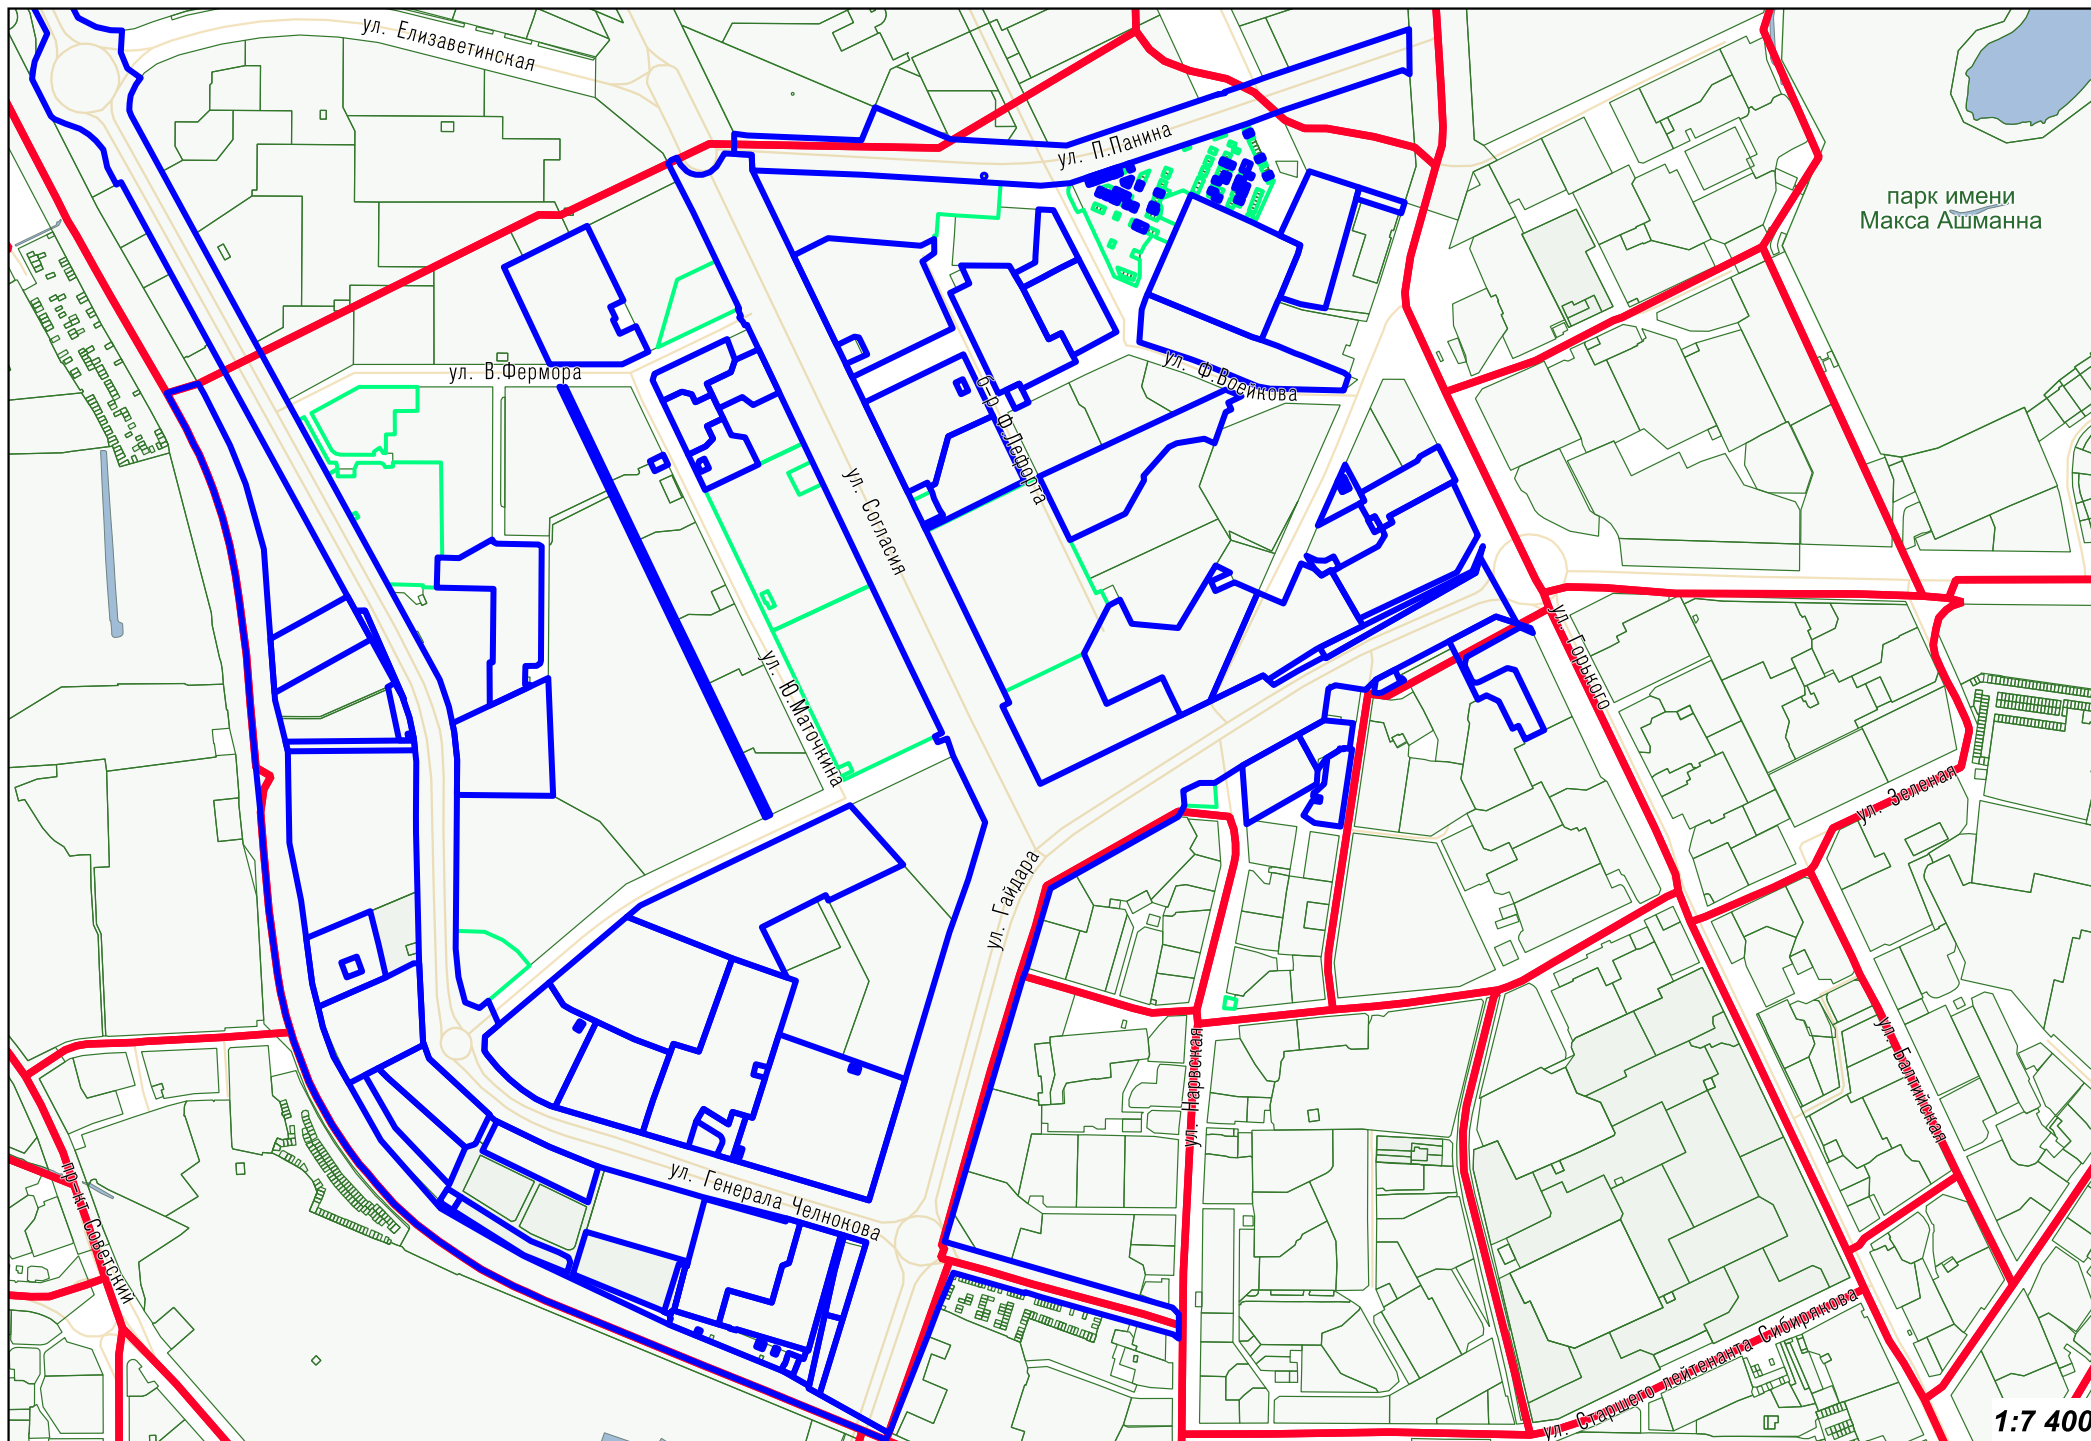 ул. Елизаветинская
ул. П.Панина
парк имени
Макса Ашманна
ул. В.Фермора
ул. Ф.Воейкова
б-р Ф.Лефорта
ул. Согласия
ул. Ю.Маточкина
ул. Горького
ул. Зеленая
ул. Гайдара
ул. Нарвская
ул. Балтийская
пр-кт Советский
ул. Генерала Челнокова
ул. Старшего лейтенанта Сибирякова
1:7 400